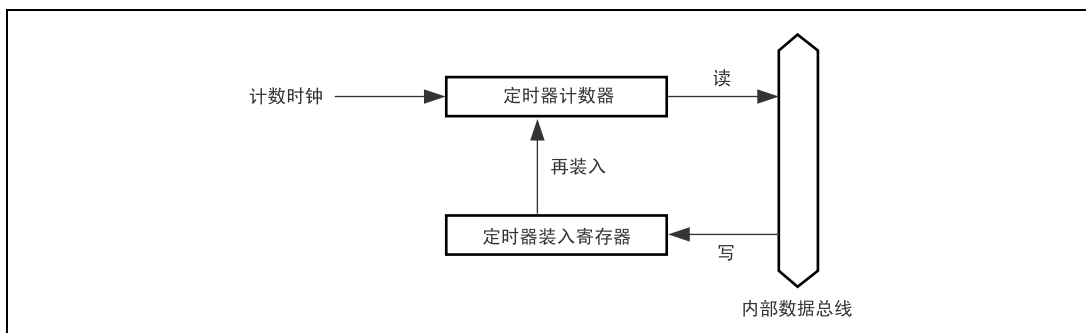 计数时钟
定时器计数器
读
再装入
定时器装入寄存器
写
内部数据总线